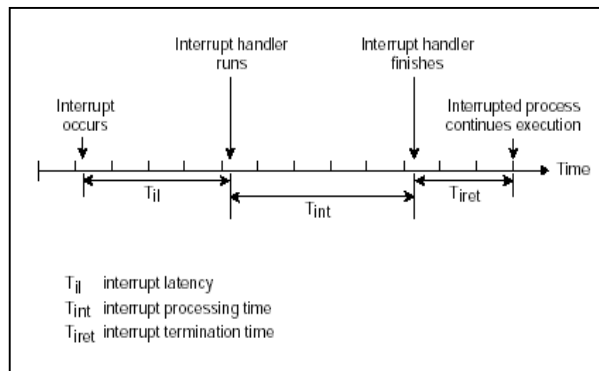 Interrupt handler
runs
Interrupt handler
finishes
Interrupt
occurs
Interrupted process
continues execution
Time
Til
Tint
Tiret
Til interrupt latency
Tint interrupt processing time
Tiret interrupt termination time